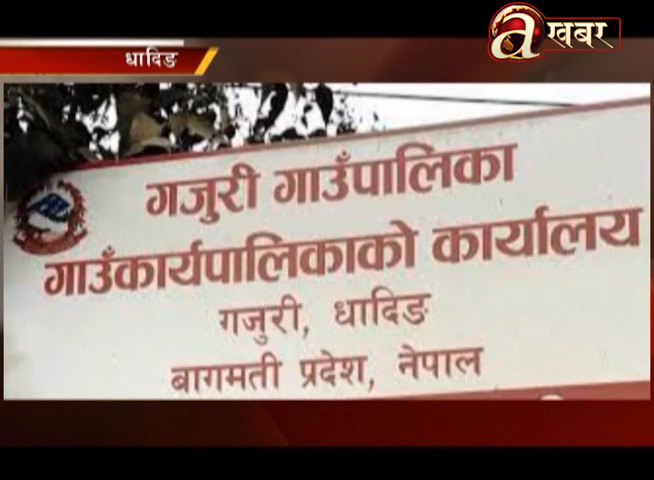 a खबर
धादिङ
गजुरी गाउँपालिका
गाउँकार्यपालिकाको कार्यालय
गजुरी, धादिङ
बागमती प्रदेश, नेपाल